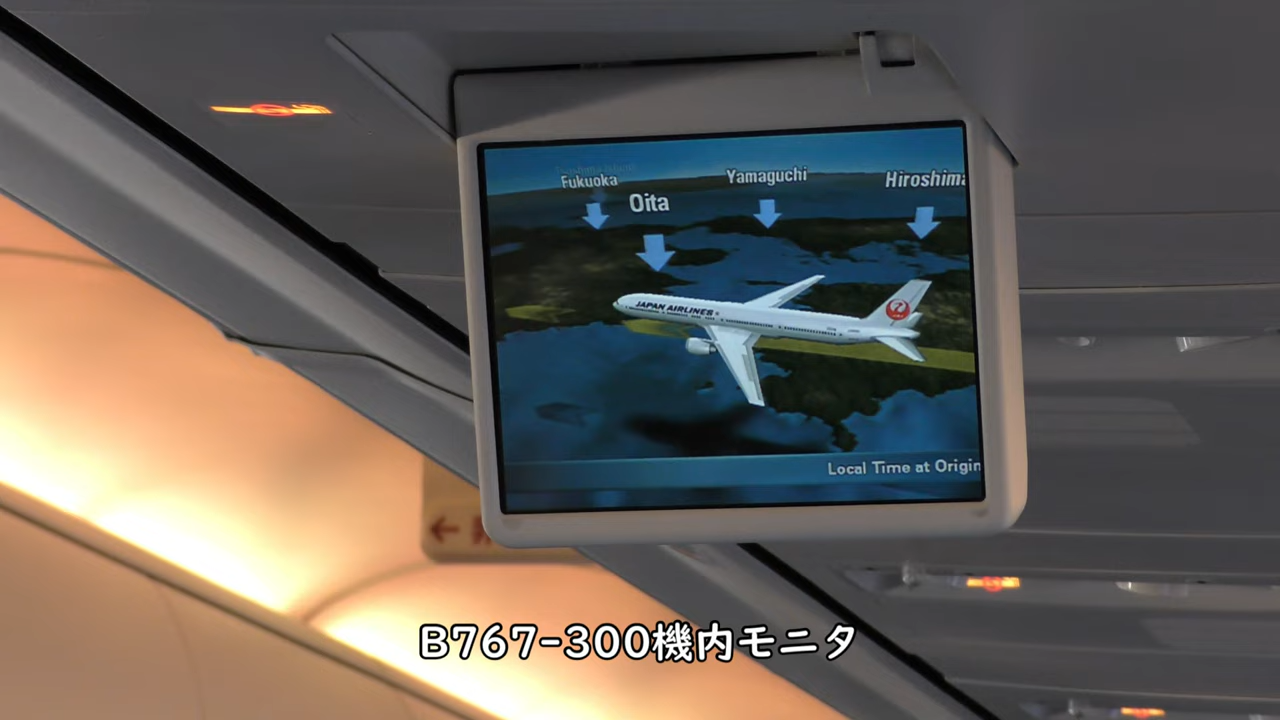 Fukuoka
Yamaguchi
Hiroshima
Oita
JAPAN AIRLINES
Local Time at Origin
←
B767-300機内モニタ